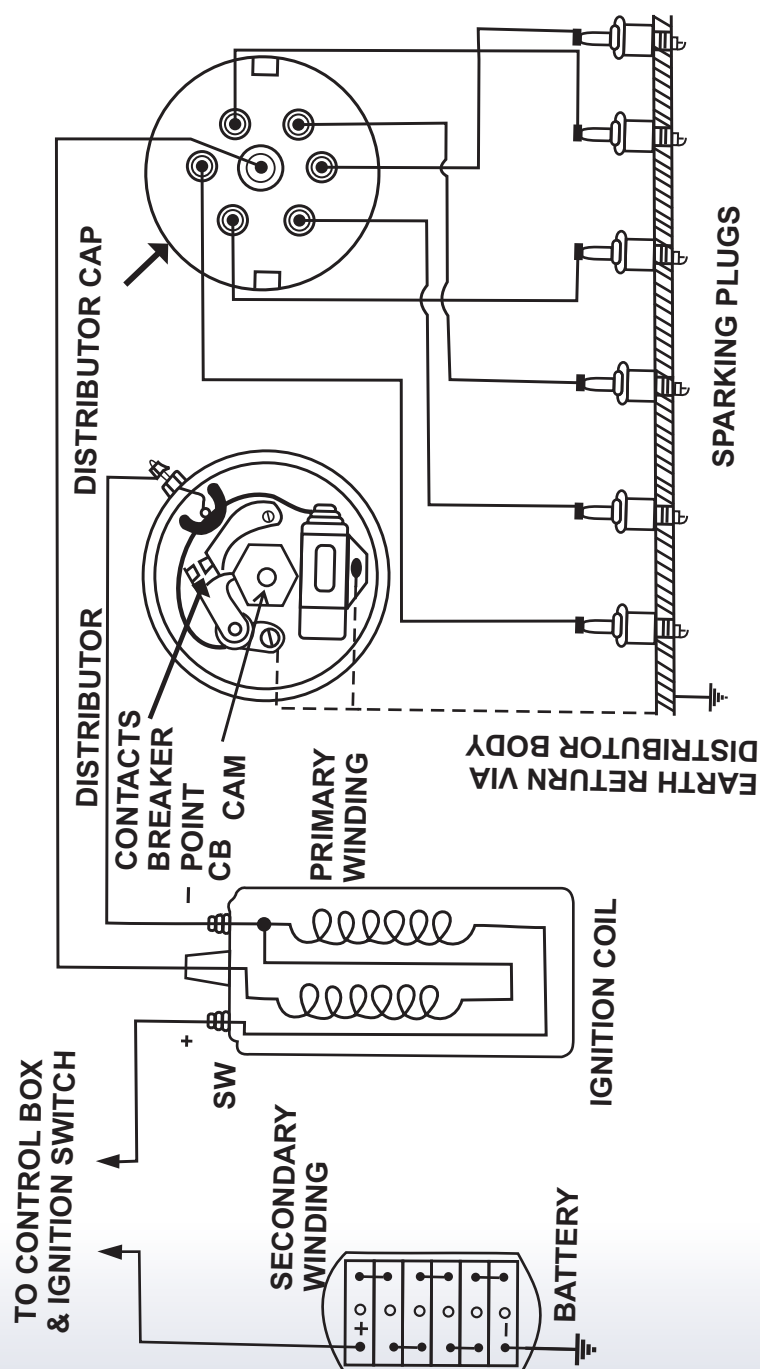 TO CONTROL BOX
& IGNITION SWITCH
SECONDARY
WINDING
BATTERY
+
–
SW
+
IGNITION COIL
PRIMARY
WINDING
–
CB
CONTACTS
BREAKER
POINT
CAM
DISTRIBUTOR
DISTRIBUTOR CAP
EARTH RETURN VIA
DISTRIBUTOR BODY
SPARKING PLUGS